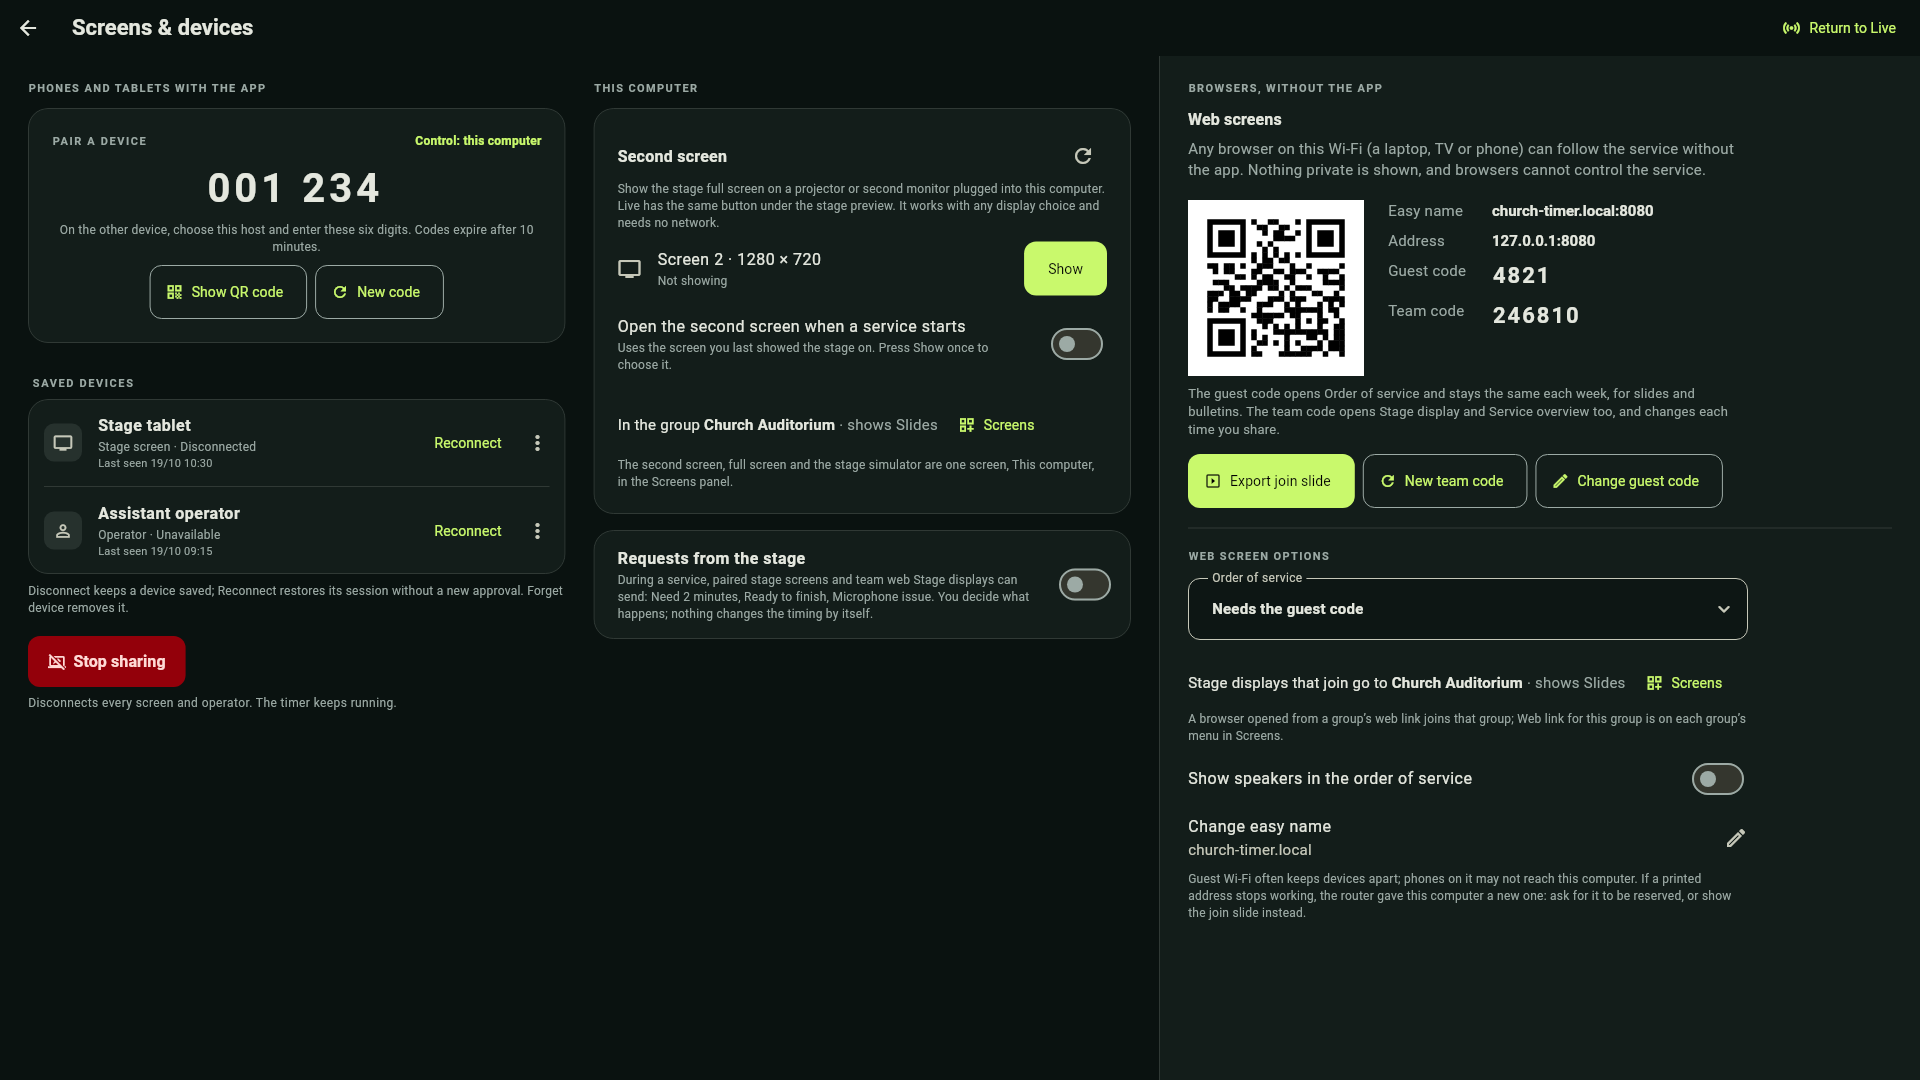 Screens & devices
Return to Live
PHONES AND TABLETS WITH THE APP
PAIR A DEVICE
Control: this computer
001 234
On the other device, choose this host and enter these six digits. Codes expire after 10
minutes.
Show QR code
New code
SAVED DEVICES
Stage tablet
Stage screen · Disconnected
Last seen 19/10 10:30
Reconnect
Assistant operator
Operator · Unavailable
Last seen 19/10 09:15
Reconnect
Disconnect keeps a device saved; Reconnect restores its session without a new approval. Forget
device removes it.
Stop sharing
Disconnects every screen and operator. The timer keeps running.
THIS COMPUTER
Second screen
Show the stage full screen on a projector or second monitor plugged into this computer.
Live has the same button under the stage preview. It works with any display choice and
needs no network.
Screen 2 · 1280 × 720
Not showing
Show
Open the second screen when a service starts
Uses the screen you last showed the stage on. Press Show once to
choose it.
In the group Church Auditorium · shows Slides
Screens
The second screen, full screen and the stage simulator are one screen, This computer,
in the Screens panel.
Requests from the stage
During a service, paired stage screens and team web Stage displays can
send: Need 2 minutes, Ready to finish, Microphone issue. You decide what
happens; nothing changes the timing by itself.
BROWSERS, WITHOUT THE APP
Web screens
Any browser on this Wi-Fi (a laptop, TV or phone) can follow the service without
the app. Nothing private is shown, and browsers cannot control the service.
Easy name church-timer.local:8080
Address 127.0.0.1:8080
Guest code 4821
Team code 246810
The guest code opens Order of service and stays the same each week, for slides and
bulletins. The team code opens Stage display and Service overview too, and changes each
time you share.
Export join slide
New team code
Change guest code
WEB SCREEN OPTIONS
Order of service
Needs the guest code
Stage displays that join go to Church Auditorium · shows Slides
Screens
A browser opened from a group’s web link joins that group; Web link for this group is on each group’s
menu in Screens.
Show speakers in the order of service
Change easy name
church-timer.local
Guest Wi-Fi often keeps devices apart; phones on it may not reach this computer. If a printed
address stops working, the router gave this computer a new one: ask for it to be reserved, or show
the join slide instead.